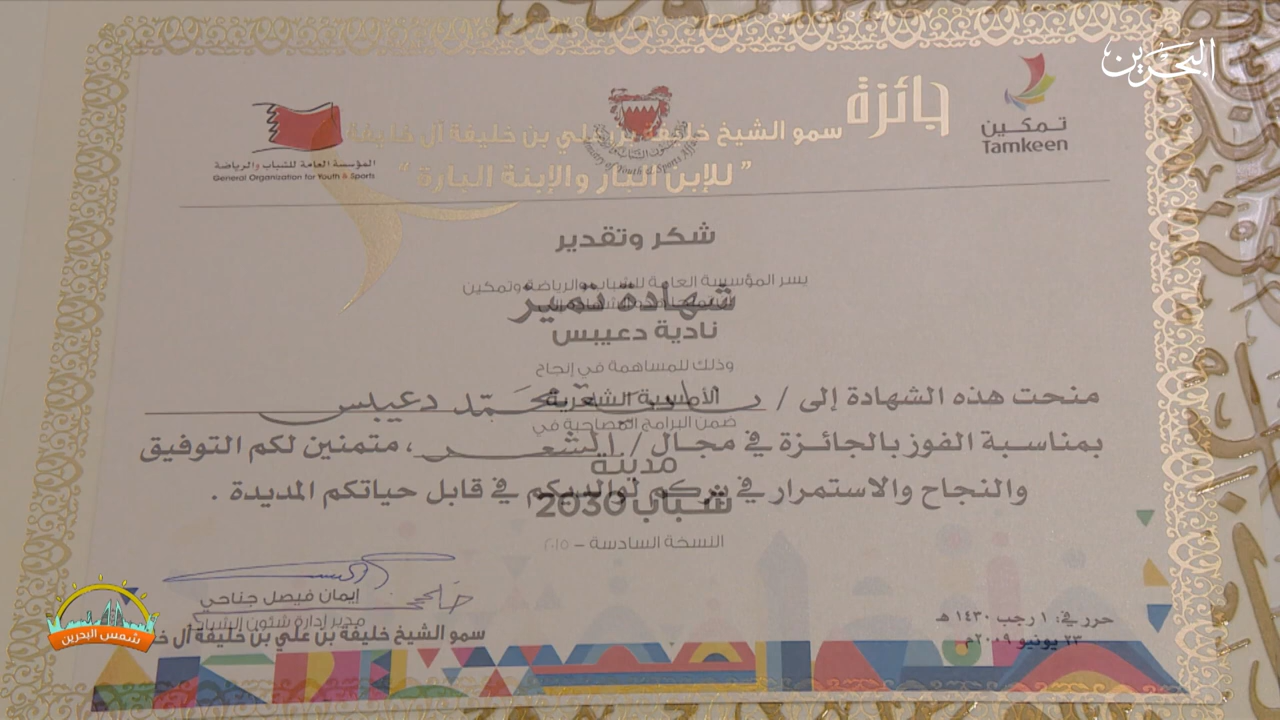 البحرين
جائزة
سمو الشيخ خليفة بن علي بن خليفة آل خليفة
"للإبن البار والإبنة البارة"
تمكين
Tamkeen
المؤسسة العامة للشباب والرياضة
General Organization for Youth & Sports
شكر وتقدير
يسر المؤسسة العامة للشباب والرياضة وتمكين
شهادة تميز
نادية دعيبس
وذلك للمساهمة في إنجاح
منحت هذه الشهادة إلى / نادية محمد دعيبس
الأمسية الشعرية
ضمن البرامج المصاحبة في
بمناسبة الفوز بالجائزة في مجال / الشعر ، متمنين لكم التوفيق
مدينة
والنجاح والاستمرار في بركم لوالديكم في قابل حياتكم المديدة .
شباب 2030
النسخة السادسة – ٢٠١٥
إيمان فيصل جناحي
مدير إدارة شئون الشباب
سمو الشيخ خليفة بن علي بن خليفة آل
حرر في: ١ رجب ١٤٣٠ هـ
٢٣ يونيو ٢٠٠٩م
شمس البحرين